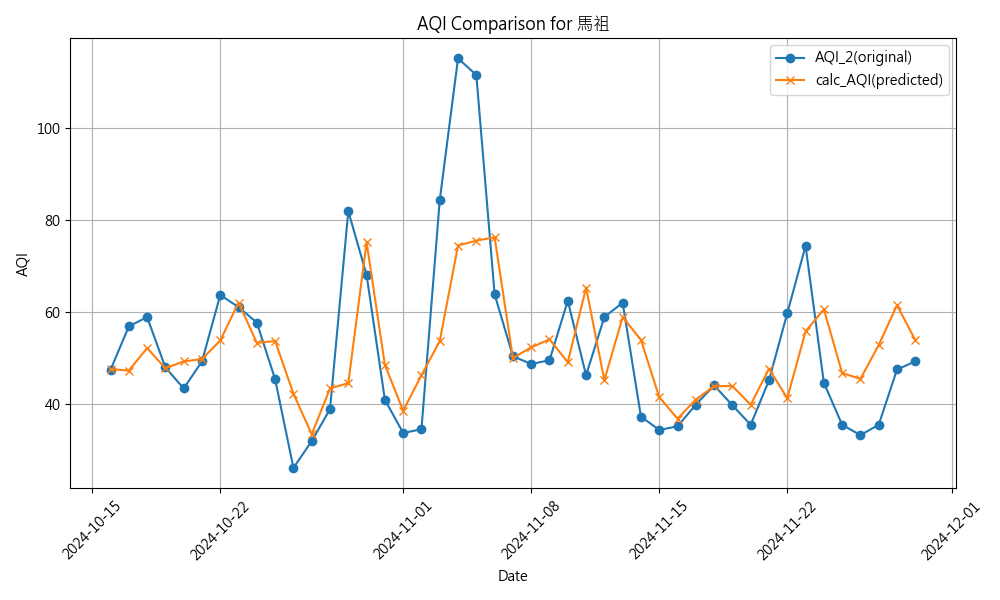 AQI Comparison for 馬祖
AQI_2(original)
calc_AQI(predicted)
AQI
100
80
60
40
2024-10-15
2024-10-22
2024-11-01
2024-11-08
2024-11-15
2024-11-22
2024-12-01
Date